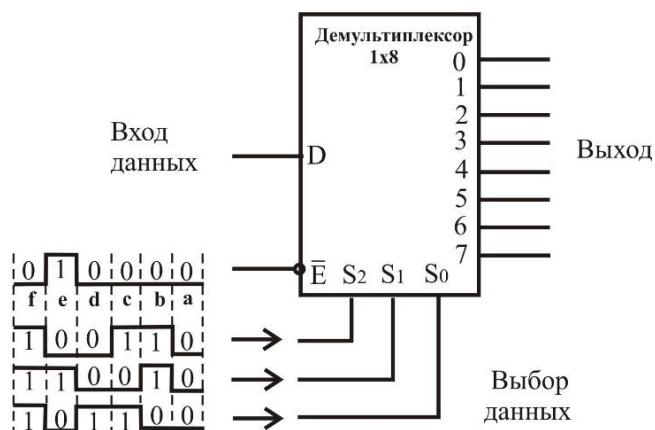 Демультиплексор
1x8
0
1
2
3
4
5
6
7
Вход
данных
D
Выход
E̅ S2 S1 S0
0 1 0 0 0 0
f e d c b a
1 0 0 1 1 0
1 1 0 0 1 0
1 0 1 1 0 0
Выбор
данных